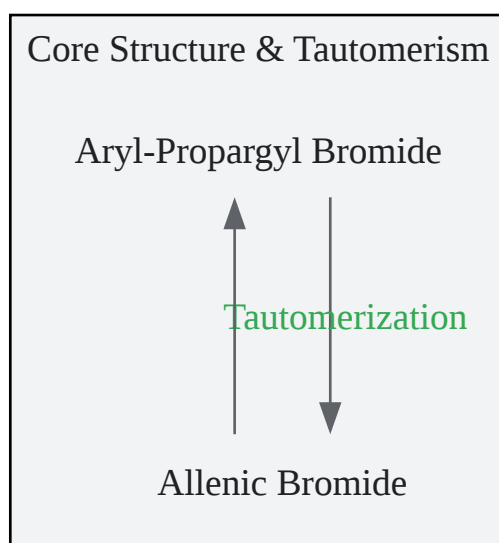 Core Structure & Tautomerism
Aryl-Propargyl Bromide
Tautomerization
Allenic Bromide